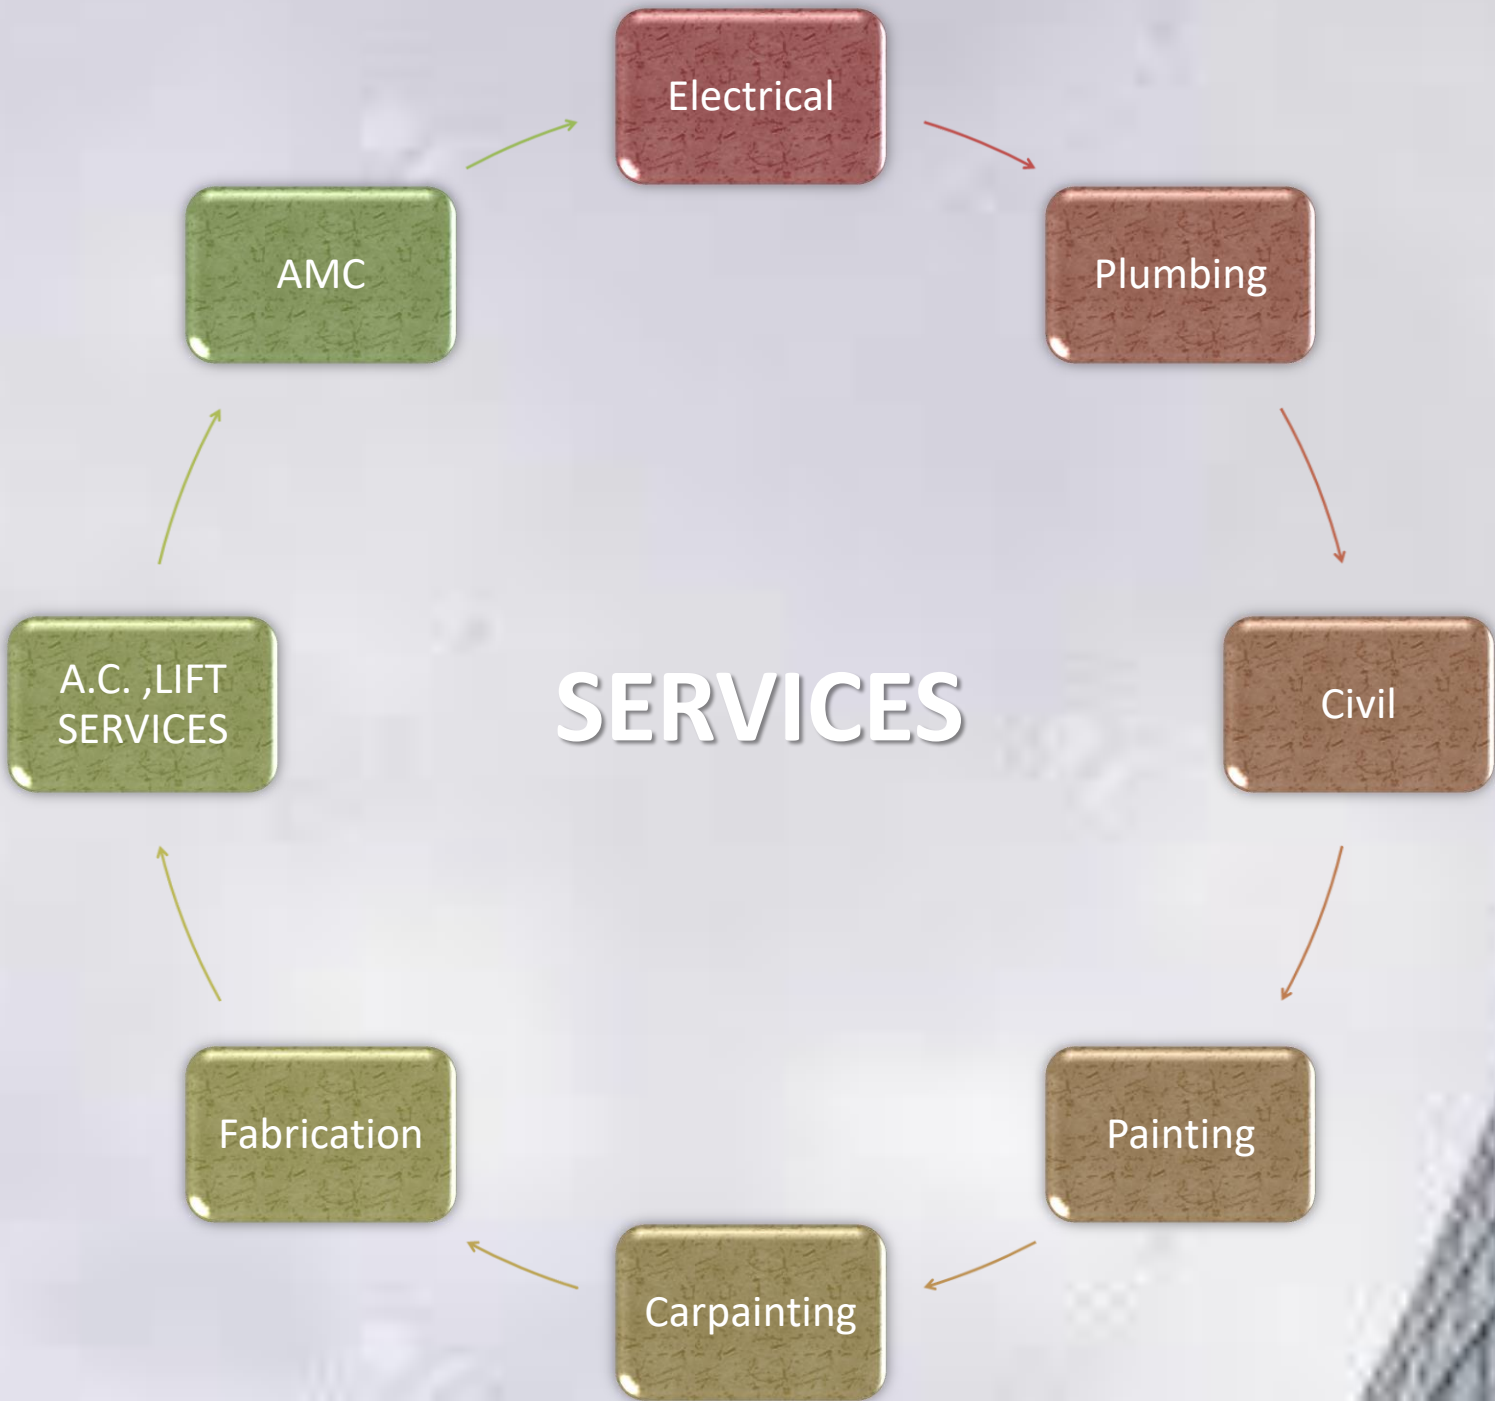 Electrical
Plumbing
Civil
Painting
Carpainting
Fabrication
A.C. ,LIFT
SERVICES
AMC
SERVICES